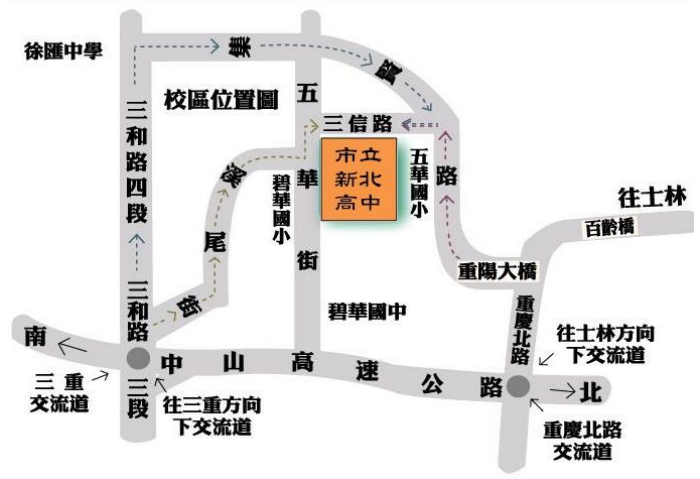 徐匯中學
集
賢
路
校區位置圖
五
華
街
三信路
三和路四段
市立
新北
高中
五華國小
溪
尾
街
碧華國小
往士林
百齡橋
重陽大橋
三和路
三段
碧華國中
重慶北路
往士林方向
下交流道
南
中山高速公路
北
三重
交流道
往三重方向
下交流道
重慶北路
交流道